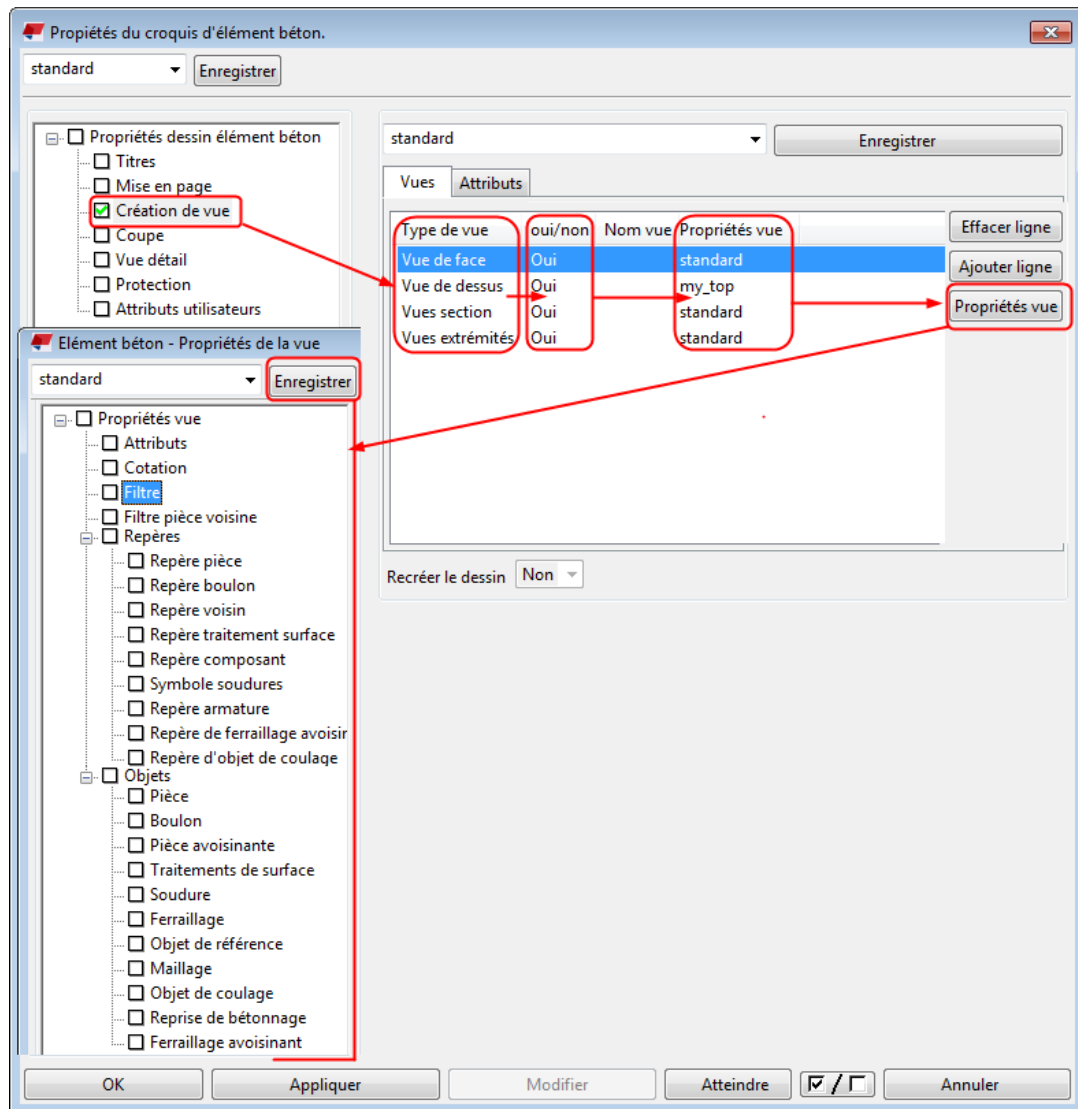 Propiétés du croquis d'élément béton.
standard Enregistrer
Propriétés dessin élément béton
Titres
Mise en page
Création de vue
Coupe
Vue détail
Protection
Attributs utilisateurs
standard Enregistrer
Vues Attributs
Type de vue oui/non Nom vue Propriétés vue
Vue de face Oui standard
Vue de dessus Oui my_top
Vues section Oui standard
Vues extrémités Oui standard
Effacer ligne
Ajouter ligne
Propriétés vue
Recréer le dessin Non
Elément béton - Propriétés de la vue
standard Enregistrer
Propriétés vue
Attributs
Cotation
Filtre
Filtre pièce voisine
Repères
Repère pièce
Repère boulon
Repère voisin
Repère traitement surface
Repère composant
Symbole soudures
Repère armature
Repère de ferraillage avoisir
Repère d'objet de coulage
Objets
Pièce
Boulon
Pièce avoisinante
Traitements de surface
Soudure
Ferraillage
Objet de référence
Maillage
Objet de coulage
Reprise de bétonnage
Ferraillage avoisinant
OK Appliquer Modifier Atteindre / Annuler